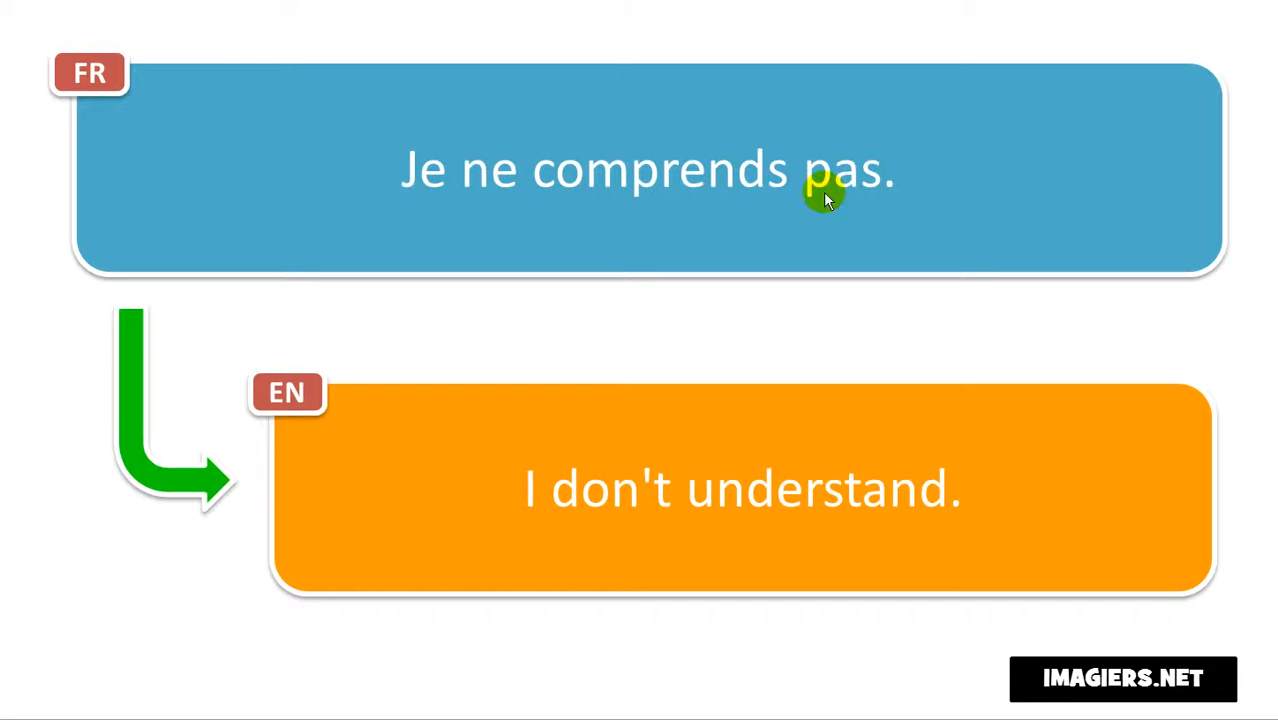 FR
Je ne comprends pas.
EN
I don't understand.
IMAGIERS.NET